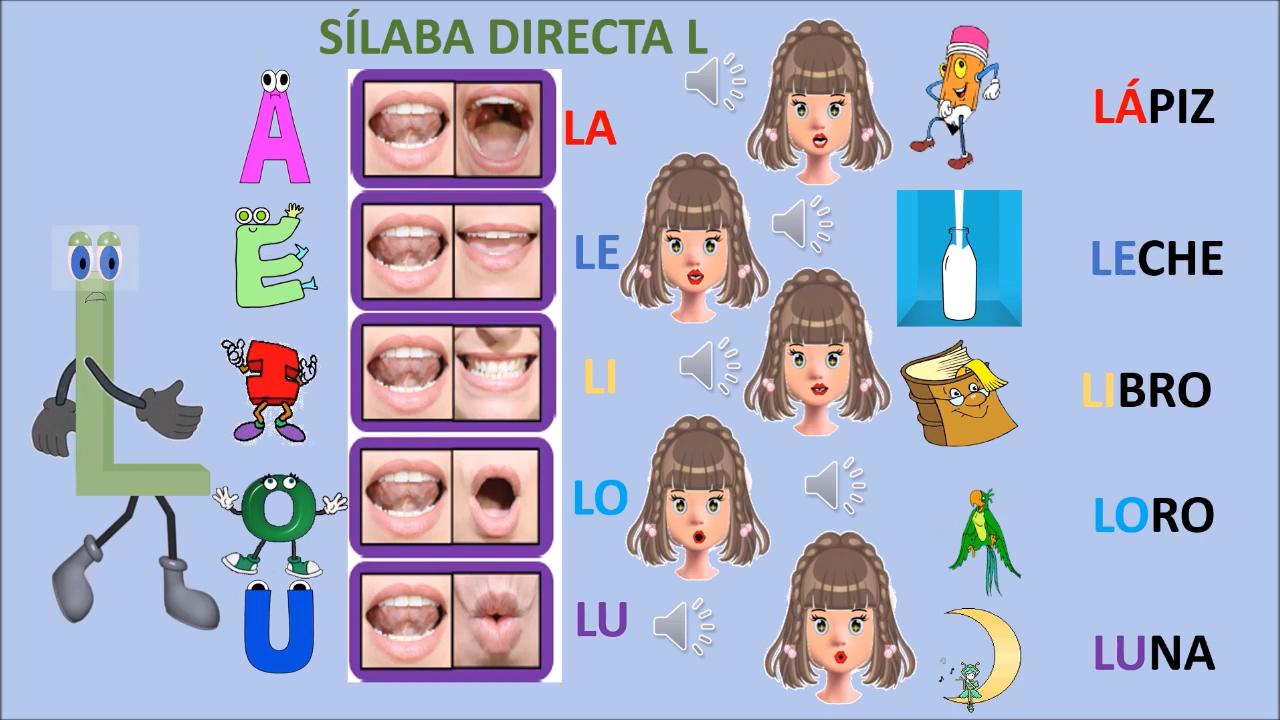 SÍLABA DIRECTA L
A
LA
LÁPIZ
E
LE
LECHE
L
I
LI
LIBRO
O
LO
LORO
U
LU
LUNA